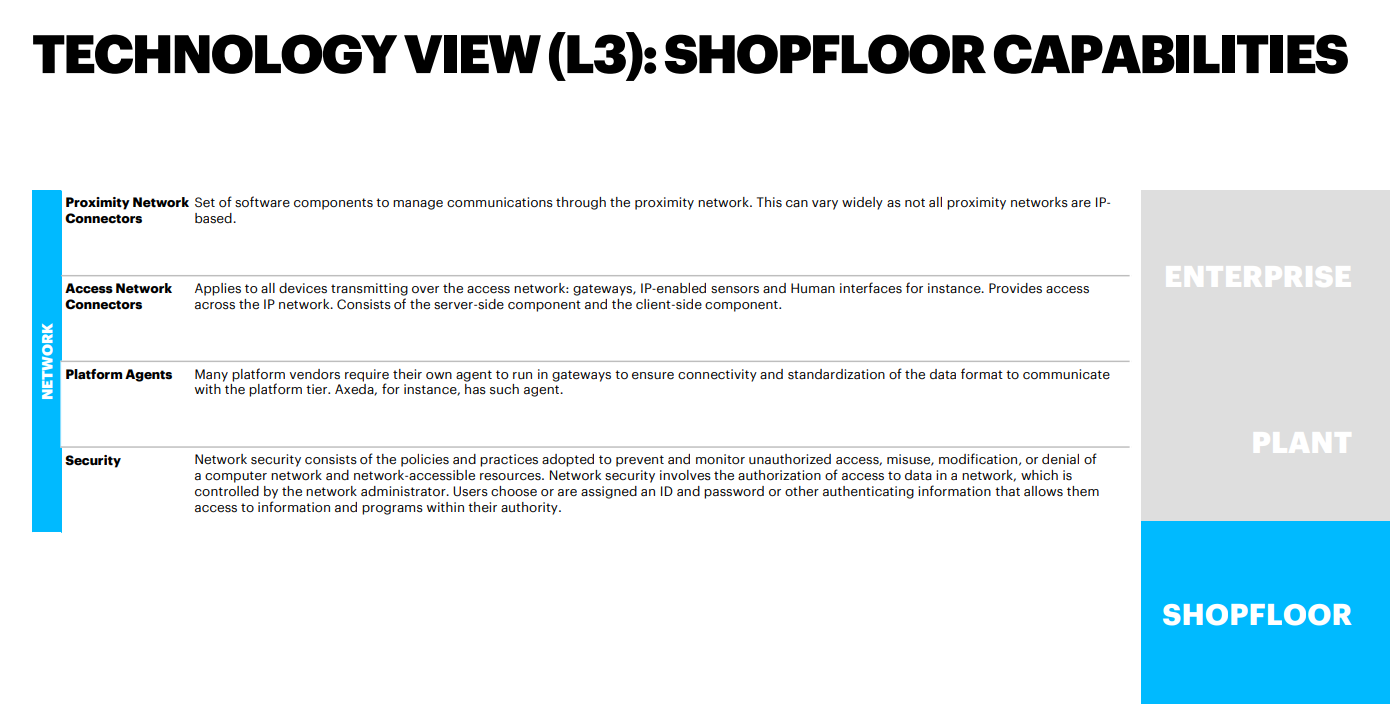 TECHNOLOGY VIEW (L3): SHOPFLOOR CAPABILITIES
NETWORK
Proximity Network
Connectors
Set of software components to manage communications through the proximity network. This can vary widely as not all proximity networks are IP-
based.
Access Network
Connectors
Applies to all devices transmitting over the access network: gateways, IP-enabled sensors and Human interfaces for instance. Provides access
across the IP network. Consists of the server-side component and the client-side component.
Platform Agents
Many platform vendors require their own agent to run in gateways to ensure connectivity and standardization of the data format to communicate
with the platform tier. Axeda, for instance, has such agent.
Security
Network security consists of the policies and practices adopted to prevent and monitor unauthorized access, misuse, modification, or denial of
a computer network and network-accessible resources. Network security involves the authorization of access to data in a network, which is
controlled by the network administrator. Users choose or are assigned an ID and password or other authenticating information that allows them
access to information and programs within their authority.
ENTERPRISE
PLANT
SHOPFLOOR